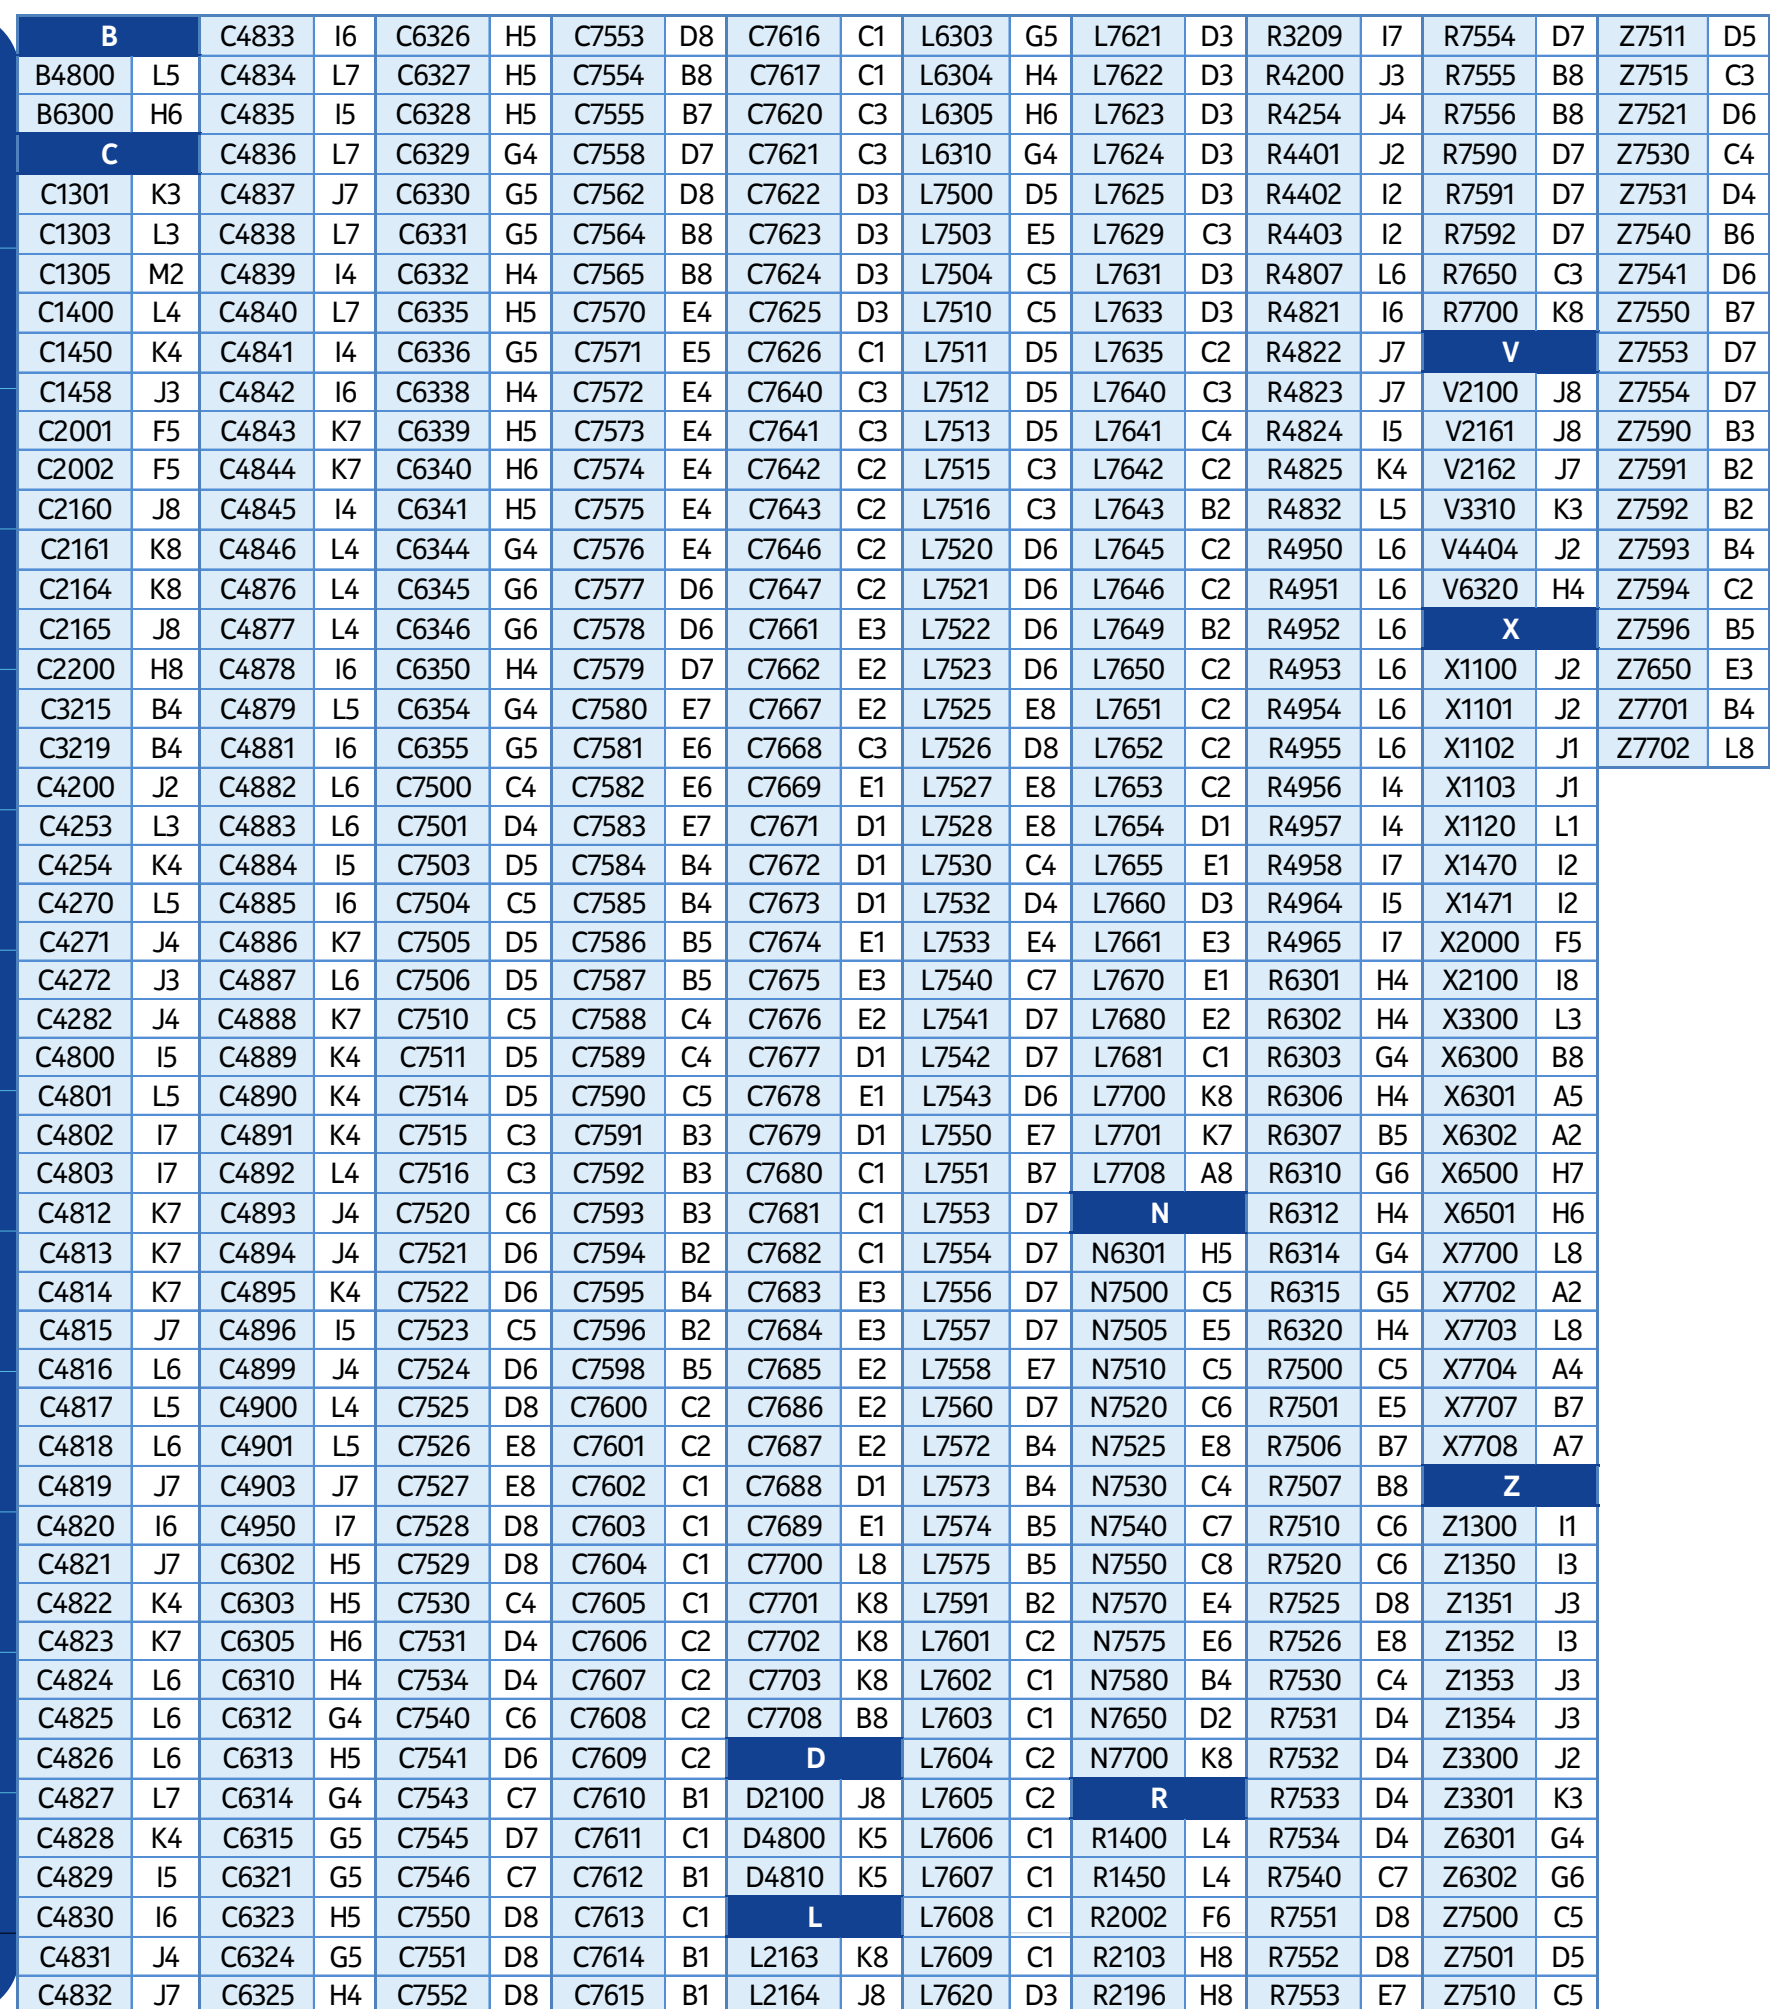 B
B4800 L5
B6300 H6
C
C1301 K3
C1303 L3
C1305 M2
C1400 L4
C1450 K4
C1458 J3
C2001 F5
C2002 F5
C2160 J8
C2161 K8
C2164 K8
C2165 J8
C2200 H8
C3215 B4
C3219 B4
C4200 J2
C4253 L3
C4254 K4
C4270 L5
C4271 J4
C4272 J3
C4282 J4
C4800 I5
C4801 L5
C4802 I7
C4803 I7
C4812 K7
C4813 K7
C4814 K7
C4815 J7
C4816 L6
C4817 L5
C4818 L6
C4819 J7
C4820 I6
C4821 J7
C4822 K4
C4823 K7
C4824 L6
C4825 L6
C4826 L6
C4827 L7
C4828 K4
C4829 I5
C4830 I6
C4831 J4
C4832 J7
C4833 I6
C4834 L7
C4835 I5
C4836 L7
C4837 J7
C4838 L7
C4839 I4
C4840 L7
C4841 I4
C4842 I6
C4843 K7
C4844 K7
C4845 I4
C4846 L4
C4876 L4
C4877 L4
C4878 I6
C4879 L5
C4881 I6
C4882 L6
C4883 L6
C4884 I5
C4885 I6
C4886 K7
C4887 L6
C4888 K7
C4889 K4
C4890 K4
C4891 K4
C4892 L4
C4893 J4
C4894 J4
C4895 K4
C4896 I5
C4899 J4
C4900 L4
C4901 L5
C4903 J7
C4950 I7
C6302 H5
C6303 H5
C6305 H6
C6310 H4
C6312 G4
C6313 H5
C6314 G4
C6315 G5
C6321 G5
C6323 H5
C6324 G5
C6325 H4
C6326 H5
C6327 H5
C6328 H5
C6329 G4
C6330 G5
C6331 G5
C6332 H4
C6335 H5
C6336 G5
C6338 H4
C6339 H5
C6340 H6
C6341 H5
C6344 G4
C6345 G6
C6346 G6
C6350 H4
C6354 G4
C6355 G5
C7500 C4
C7501 D4
C7503 D5
C7504 C5
C7505 D5
C7506 D5
C7510 C5
C7511 D5
C7514 D5
C7515 C3
C7516 C3
C7520 C6
C7521 D6
C7522 D6
C7523 C5
C7524 D6
C7525 D8
C7526 E8
C7527 E8
C7528 D8
C7529 D8
C7530 C4
C7531 D4
C7534 D4
C7540 C6
C7541 D6
C7543 C7
C7545 D7
C7546 C7
C7550 D8
C7551 D8
C7552 D8
C7553 D8
C7554 B8
C7555 B7
C7558 D7
C7562 D8
C7564 B8
C7565 B8
C7570 E4
C7571 E5
C7572 E4
C7573 E4
C7574 E4
C7575 E4
C7576 E4
C7577 D6
C7578 D6
C7579 D7
C7580 E7
C7581 E6
C7582 E6
C7583 E7
C7584 B4
C7585 B4
C7586 B5
C7587 B5
C7588 C4
C7589 C4
C7590 C5
C7591 B3
C7592 B3
C7593 B3
C7594 B2
C7595 B4
C7596 B2
C7598 B5
C7600 C2
C7601 C2
C7602 C1
C7603 C1
C7604 C1
C7605 C1
C7606 C2
C7607 C2
C7608 C2
C7609 C2
C7610 B1
C7611 C1
C7612 B1
C7613 C1
C7614 B1
C7615 B1
C7616 C1
C7617 C1
C7620 C3
C7621 C3
C7622 D3
C7623 D3
C7624 D3
C7625 D3
C7626 C1
C7640 C3
C7641 C3
C7642 C2
C7643 C2
C7646 C2
C7647 C2
C7661 E3
C7662 E2
C7667 E2
C7668 C3
C7669 E1
C7671 D1
C7672 D1
C7673 D1
C7674 E1
C7675 E3
C7676 E2
C7677 D1
C7678 E1
C7679 D1
C7680 C1
C7681 C1
C7682 C1
C7683 E3
C7684 E3
C7685 E2
C7686 E2
C7687 E2
C7688 D1
C7689 E1
C7700 L8
C7701 K8
C7702 K8
C7703 K8
C7708 B8
D
D2100 J8
D4800 K5
D4810 K5
L
L2163 K8
L2164 J8
L6303 G5
L6304 H4
L6305 H6
L6310 G4
L7500 D5
L7503 E5
L7504 C5
L7510 C5
L7511 D5
L7512 D5
L7513 D5
L7515 C3
L7516 C3
L7520 D6
L7521 D6
L7522 D6
L7523 D6
L7525 E8
L7526 D8
L7527 E8
L7528 E8
L7530 C4
L7532 D4
L7533 E4
L7540 C7
L7541 D7
L7542 D7
L7543 D6
L7550 E7
L7551 B7
L7553 D7
L7554 D7
L7556 D7
L7557 D7
L7558 E7
L7560 D7
L7572 B4
L7573 B4
L7574 B5
L7575 B5
L7591 B2
L7601 C2
L7602 C1
L7603 C1
L7604 C2
L7605 C2
L7606 C1
L7607 C1
L7608 C1
L7609 C1
L7620 D3
L7621 D3
L7622 D3
L7623 D3
L7624 D3
L7625 D3
L7629 C3
L7631 D3
L7633 D3
L7635 C2
L7640 C3
L7641 C4
L7642 C2
L7643 B2
L7645 C2
L7646 C2
L7649 B2
L7650 C2
L7651 C2
L7652 C2
L7653 C2
L7654 D1
L7655 E1
L7660 D3
L7661 E3
L7670 E1
L7680 E2
L7681 C1
L7700 K8
L7701 K7
L7708 A8
N
N6301 H5
N7500 C5
N7505 E5
N7510 C5
N7520 C6
N7525 E8
N7530 C4
N7540 C7
N7550 C8
N7570 E4
N7575 E6
N7580 B4
N7650 D2
N7700 K8
R
R1400 L4
R1450 L4
R2002 F6
R2103 H8
R2196 H8
R3209 I7
R4200 J3
R4254 J4
R4401 J2
R4402 I2
R4403 I2
R4807 L6
R4821 I6
R4822 J7
R4823 J7
R4824 I5
R4825 K4
R4832 L5
R4950 L6
R4951 L6
R4952 L6
R4953 L6
R4954 L6
R4955 L6
R4956 I4
R4957 I4
R4958 I7
R4964 I5
R4965 I7
R6301 H4
R6302 H4
R6303 G4
R6306 H4
R6307 B5
R6310 G6
R6312 H4
R6314 G4
R6315 G5
R6320 H4
R7500 C5
R7501 E5
R7506 B7
R7507 B8
R7510 C6
R7520 C6
R7525 D8
R7526 E8
R7530 C4
R7531 D4
R7532 D4
R7533 D4
R7534 D4
R7540 C7
R7551 D8
R7552 D8
R7553 E7
R7554 D7
R7555 B8
R7556 B8
R7590 D7
R7591 D7
R7592 D7
R7650 C3
R7700 K8
V
V2100 J8
V2161 J8
V2162 J7
V3310 K3
V4404 J2
V6320 H4
X
X1100 J2
X1101 J2
X1102 J1
X1103 J1
X1120 L1
X1470 I2
X1471 I2
X2000 F5
X2100 I8
X3300 L3
X6300 B8
X6301 A5
X6302 A2
X6500 H7
X6501 H6
X7700 L8
X7702 A2
X7703 L8
X7704 A4
X7707 B7
X7708 A7
Z
Z1300 I1
Z1350 I3
Z1351 J3
Z1352 I3
Z1353 J3
Z1354 J3
Z3300 J2
Z3301 K3
Z6301 G4
Z6302 G6
Z7500 C5
Z7501 D5
Z7510 C5
Z7511 D5
Z7515 C3
Z7521 D6
Z7530 C4
Z7531 D4
Z7540 B6
Z7541 D6
Z7550 B7
Z7553 D7
Z7554 D7
Z7590 B3
Z7591 B2
Z7592 B2
Z7593 B4
Z7594 C2
Z7596 B5
Z7650 E3
Z7701 B4
Z7702 L8